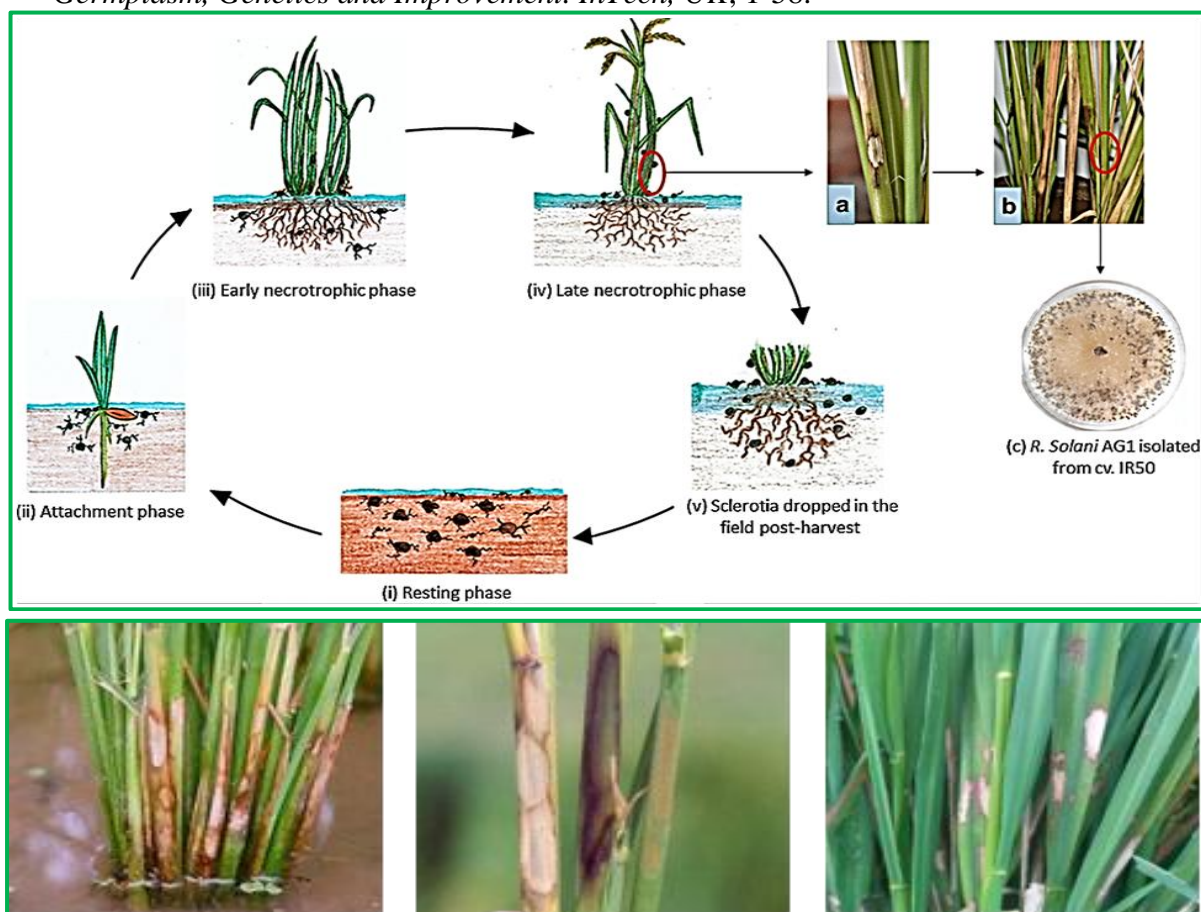 Germplasm, Genetics and Improvement. InTech, UK, 1-38.
(iii) Early necrotrophic phase
(iv) Late necrotrophic phase
a
b
(c) R. Solani AG1 isolated
from cv. IR50
(ii) Attachment phase
(v) Sclerotia dropped in the
field post-harvest
(i) Resting phase